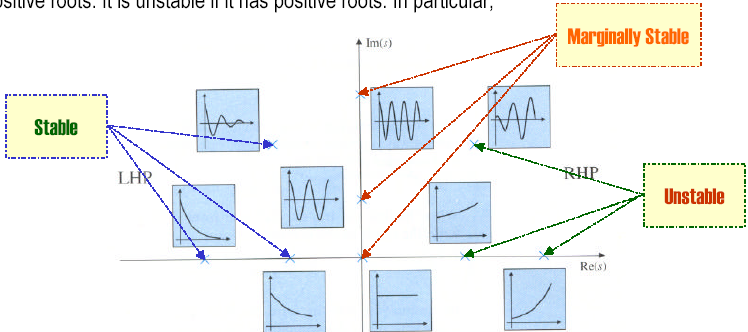 ositive roots. It is unstable if it has positive roots. In particular,
Marginally Stable
Im(s)
Stable
LHP
RHP
Unstable
Re(s)